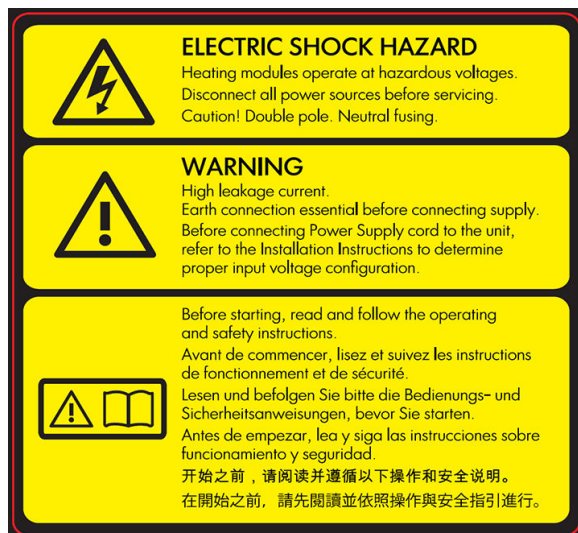 ELECTRIC SHOCK HAZARD
Heating modules operate at hazardous voltages.
Disconnect all power sources before servicing.
Caution! Double pole. Neutral fusing.
WARNING
High leakage current.
Earth connection essential before connecting supply.
Before connecting Power Supply cord to the unit,
refer to the Installation Instructions to determine
proper input voltage configuration.
Before starting, read and follow the operating
and safety instructions.
Avant de commencer, lisez et suivez les instructions
de fonctionnement et de sécurité.
Lesen und befolgen Sie bitte die Bedienungs- und
Sicherheitsanweisungen, bevor Sie starten.
Antes de empezar, lea y siga las instrucciones sobre
funcionamiento y seguridad.
开始之前，请阅读并遵循以下操作和安全说明。
在開始之前，請先閱讀並依照操作與安全指引進行。